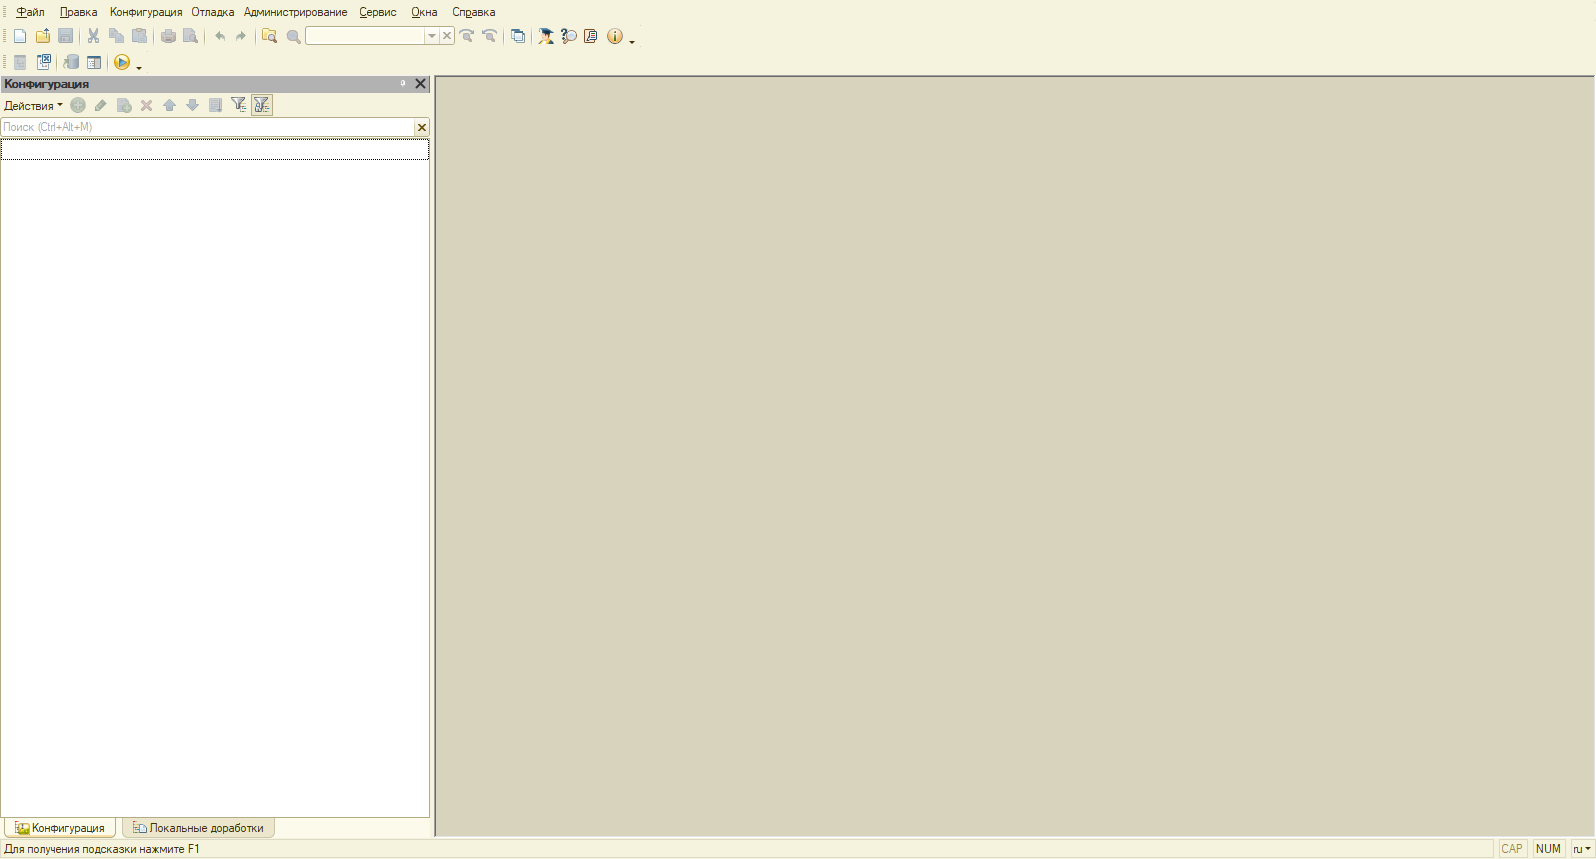 Файл Правка Конфигурация Отладка Администрирование Сервис Окна Справка
Конфигурация
Действия
Поиск (Ctrl+Alt+M)
Конфигурация Локальные доработки
Для получения подсказки нажмите F1 CAP NUM ru